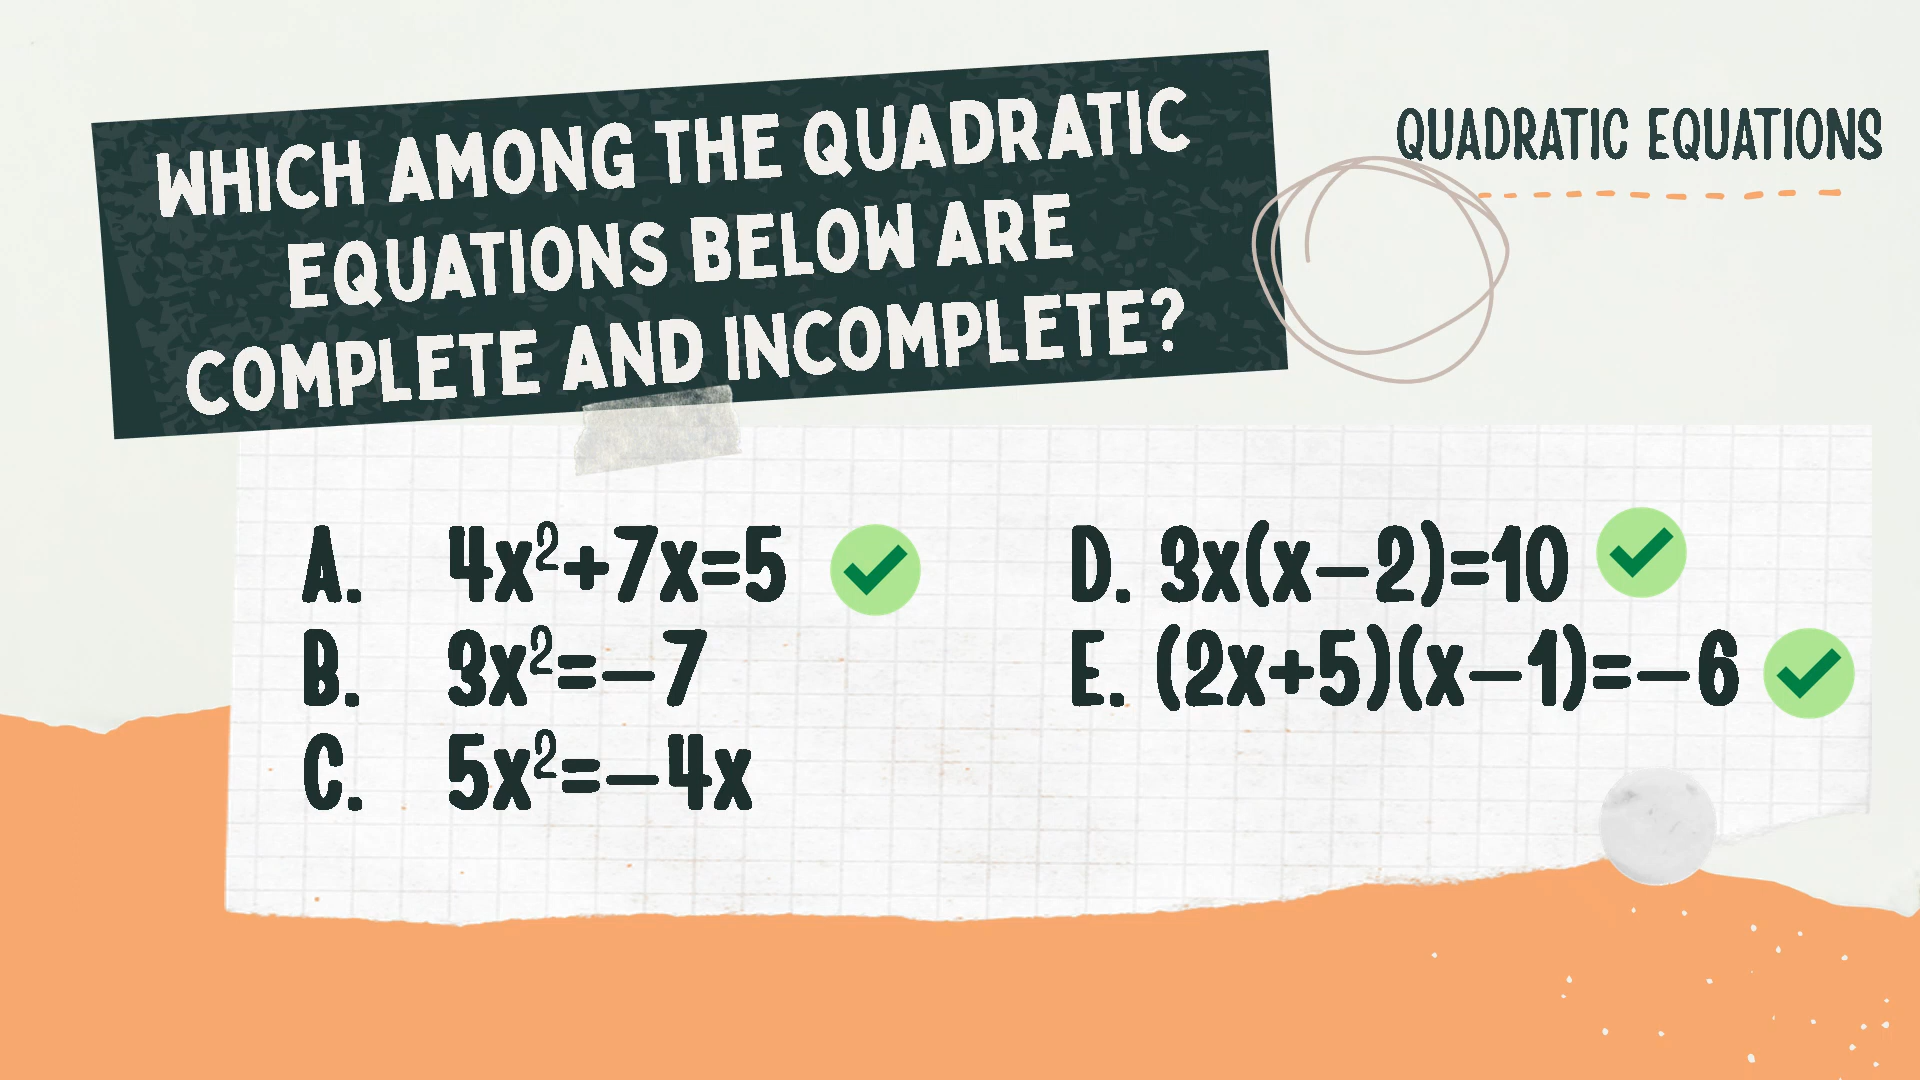 WHICH AMONG THE QUADRATIC
EQUATIONS BELOW ARE
COMPLETE AND INCOMPLETE?
QUADRATIC EQUATIONS
A. 4x²+7x=5
B. 3x²=–7
C. 5x²=–4x
D. 3x(x–2)=10
E. (2x+5)(x–1)=–6